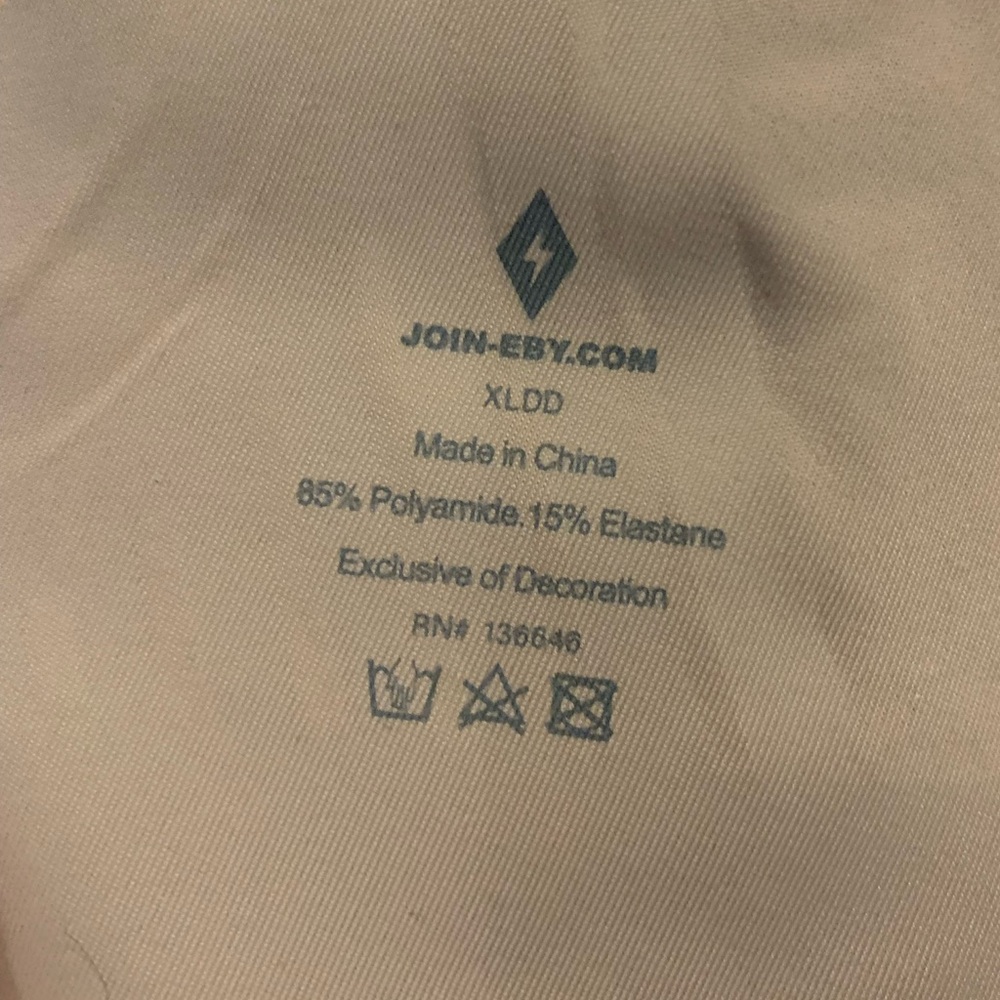 JOIN-EBY.COM
XLDD
Made in China
85% Polyamide.15% Elastane
Exclusive of Decoration
RN# 136646